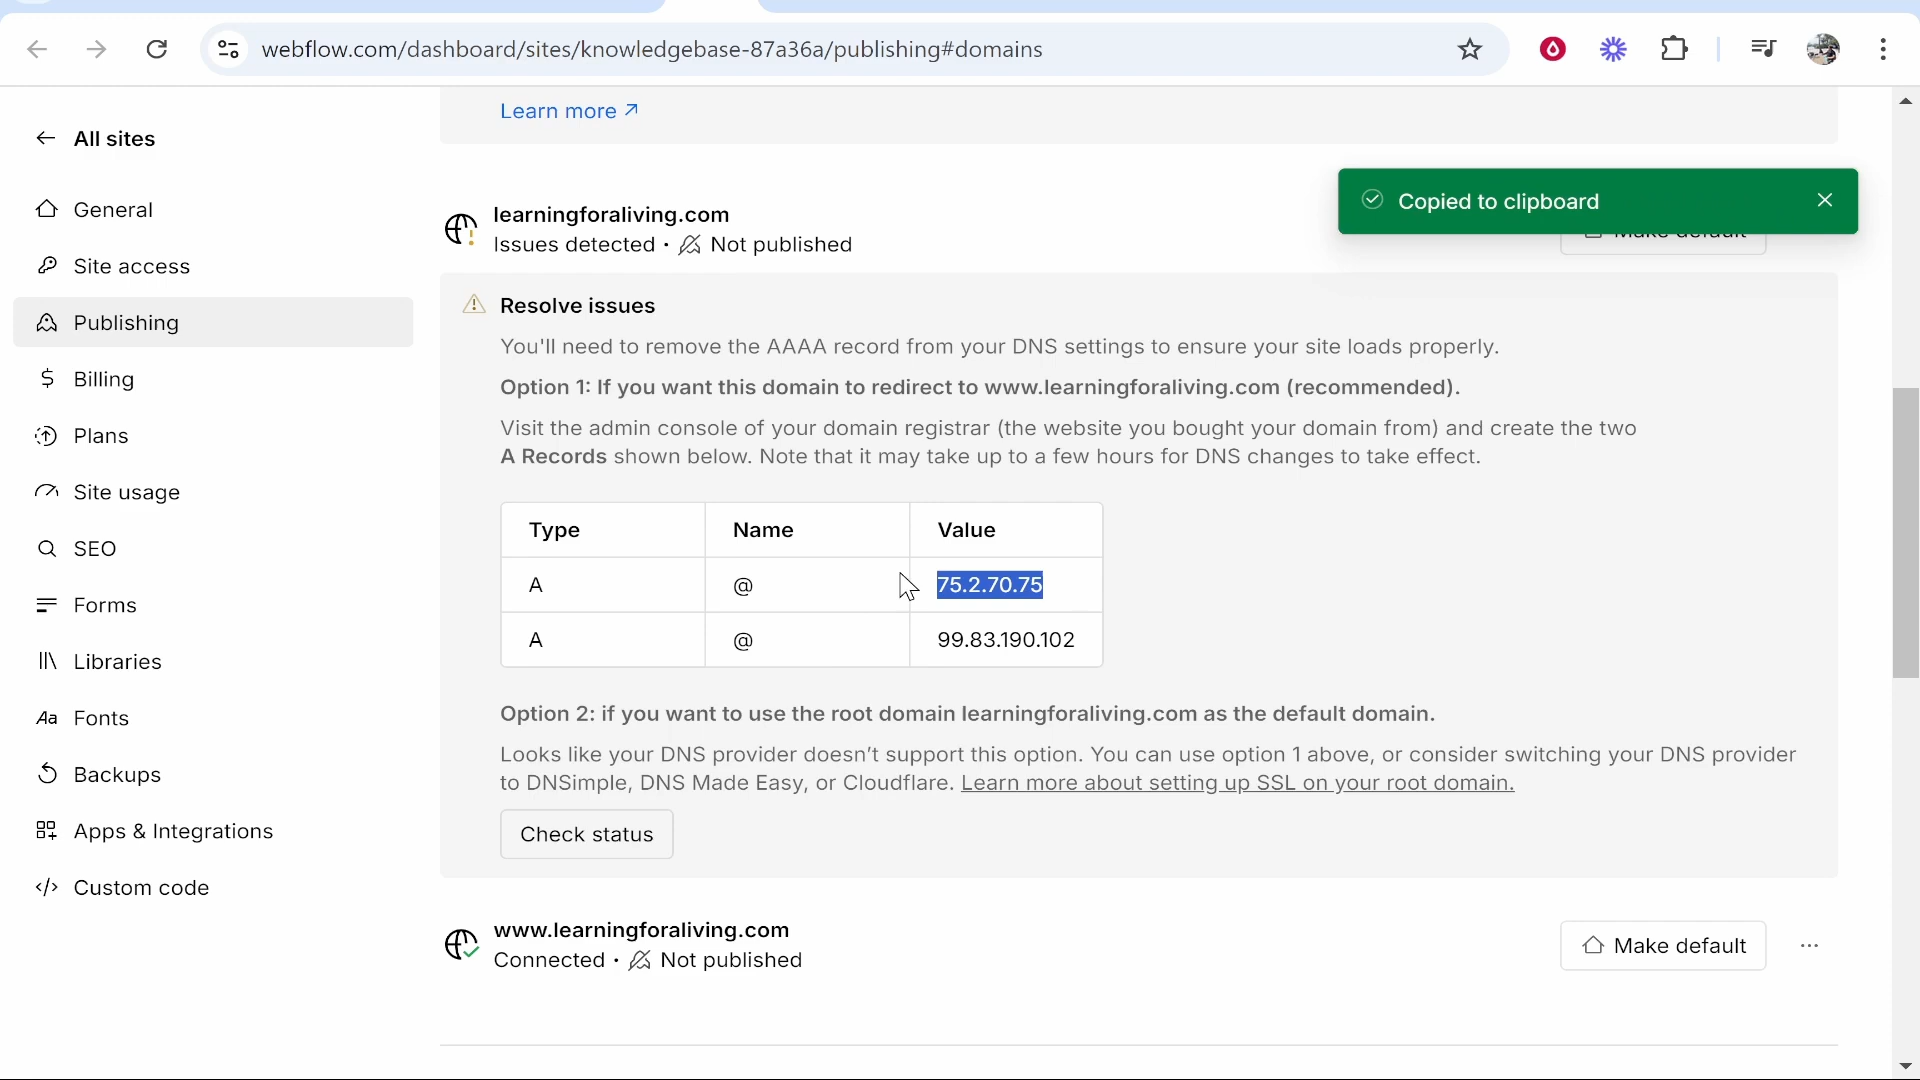 webflow.com/dashboard/sites/knowledgebase-87a36a/publishing#domains
All sites
General
Site access
Publishing
Billing
Plans
Site usage
SEO
Forms
Libraries
Aa Fonts
Backups
Apps & Integrations
Custom code
Learn more ↗
Copied to clipboard
learningforaliving.com
Issues detected • Not published
Make default
Resolve issues
You'll need to remove the AAAA record from your DNS settings to ensure your site loads properly.
Option 1: If you want this domain to redirect to www.learningforaliving.com (recommended).
Visit the admin console of your domain registrar (the website you bought your domain from) and create the two
A Records shown below. Note that it may take up to a few hours for DNS changes to take effect.
Type Name Value
A @ 75.2.70.75
A @ 99.83.190.102
Option 2: if you want to use the root domain learningforaliving.com as the default domain.
Looks like your DNS provider doesn’t support this option. You can use option 1 above, or consider switching your DNS provider
to DNSimple, DNS Made Easy, or Cloudflare. Learn more about setting up SSL on your root domain.
Check status
www.learningforaliving.com
Connected • Not published
Make default